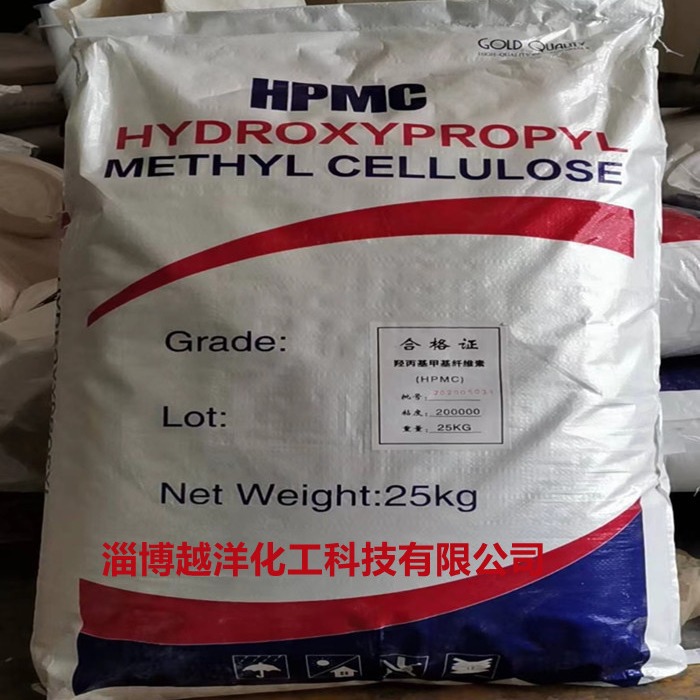 GOLD QUALITY
HPMC
HYDROXYPROPYL
METHYL CELLULOSE
Grade:
合格证
羟丙基甲基纤维素
(HPMC)
批号:
粘度: 200000
重量: 25KG
Lot:
Net Weight:25kg
淄博越洋化工科技有限公司